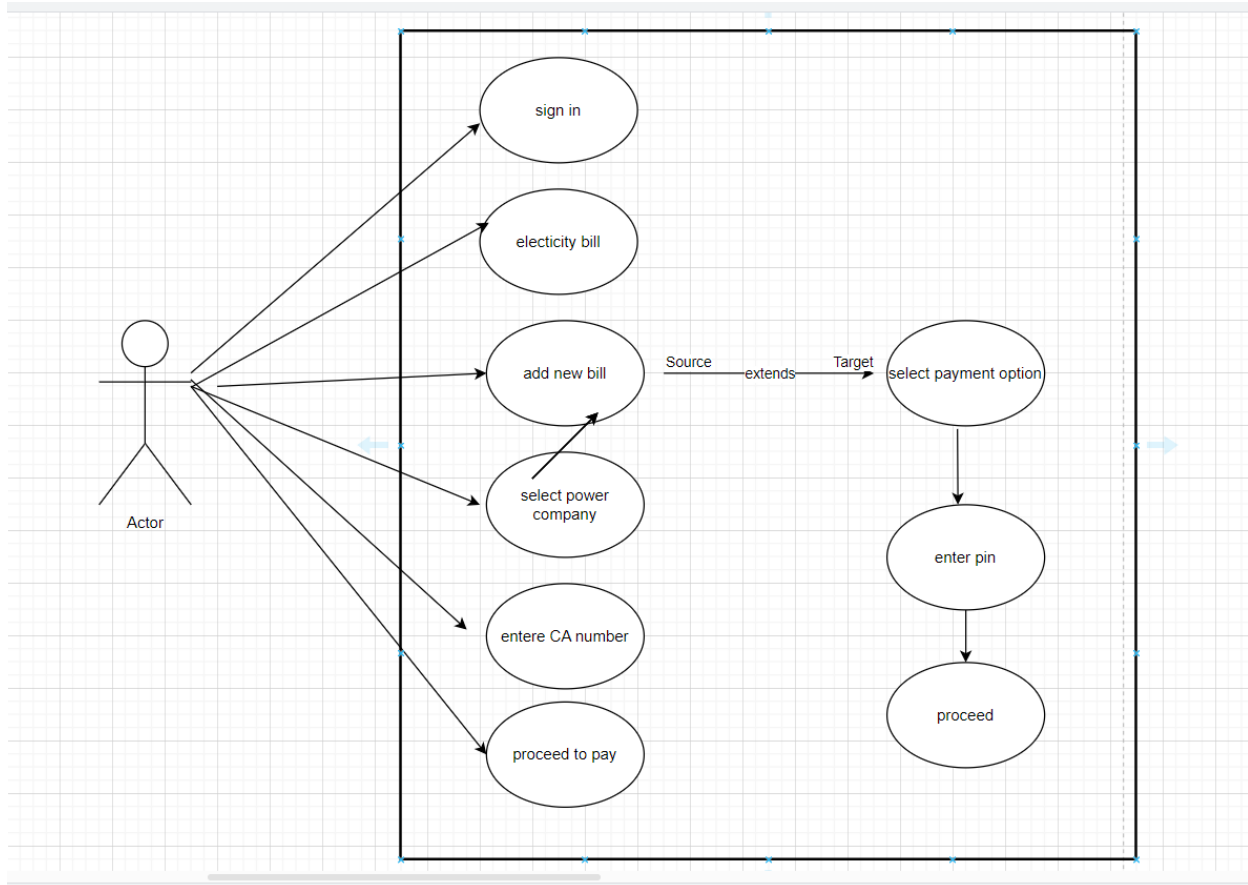 sign in
electicity bill
add new bill
Source
extends
Target
select payment option
select power
company
Actor
enter pin
entere CA number
proceed
proceed to pay